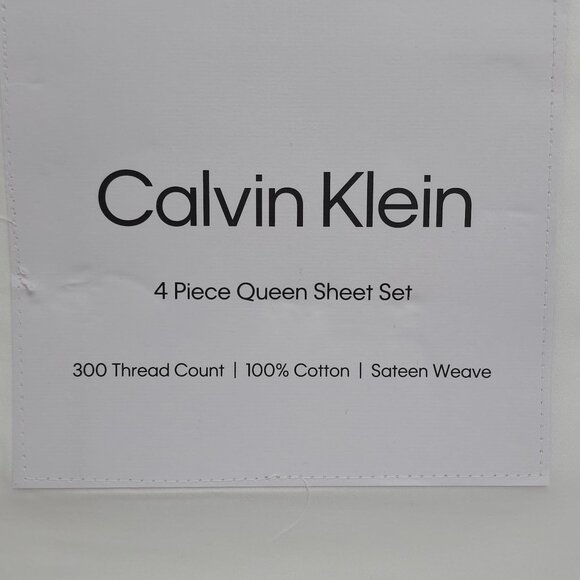 Calvin Klein
4 Piece Queen Sheet Set
300 Thread Count | 100% Cotton | Sateen Weave